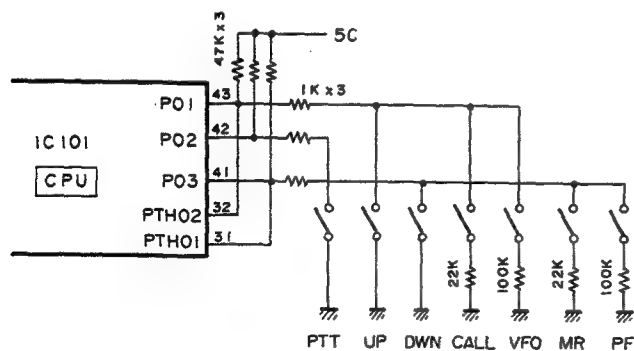 5C
47K x 3
1K x 3
IC101
CPU
P01 43
P02 42
P03 41
PTH02 32
PTH01 31
22K
100K
22K
100K
PTT UP DWN CALL VFO MR PF